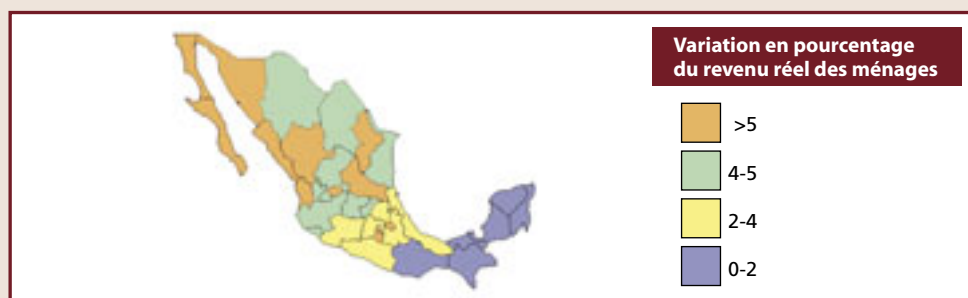 Variation en pourcentage
du revenu réel des ménages
>5
4-5
2-4
0-2